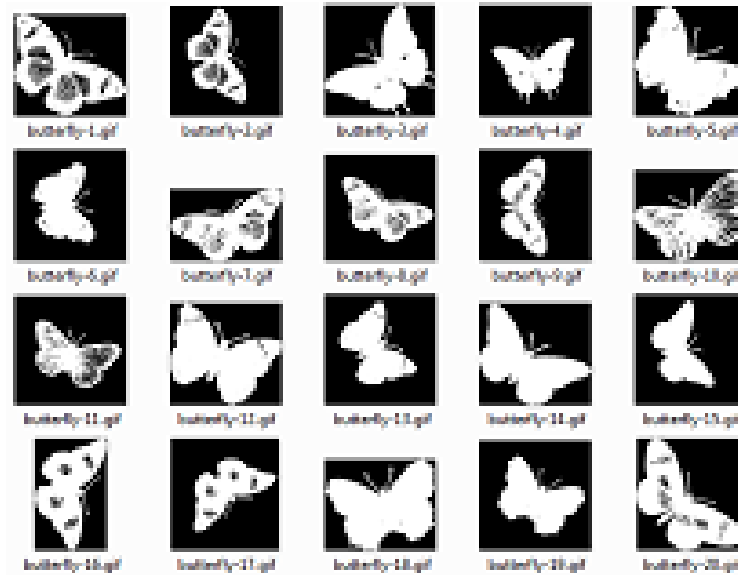 butterfly-1.gif butterfly-2.gif butterfly-3.gif butterfly-4.gif butterfly-5.gif
butterfly-6.gif butterfly-7.gif butterfly-8.gif butterfly-9.gif butterfly-10.gif
butterfly-11.gif butterfly-12.gif butterfly-13.gif butterfly-14.gif butterfly-15.gif
butterfly-16.gif butterfly-17.gif butterfly-18.gif butterfly-19.gif butterfly-20.gif